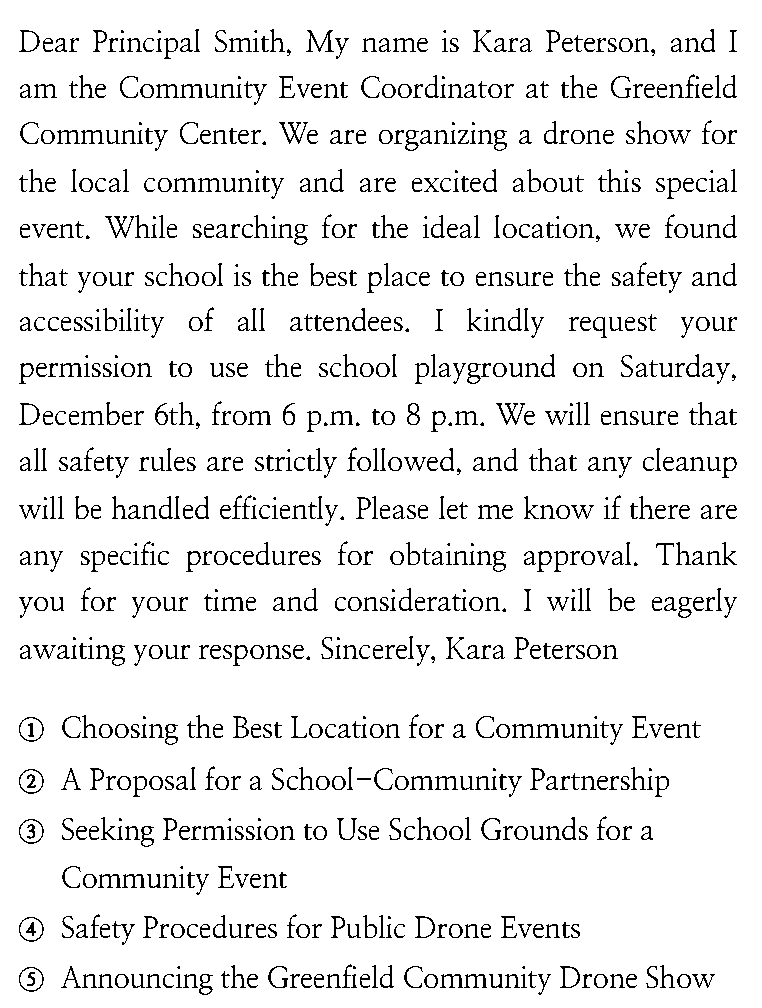 Dear Principal Smith, My name is Kara Peterson, and I
am the Community Event Coordinator at the Greenfield
Community Center. We are organizing a drone show for
the local community and are excited about this special
event. While searching for the ideal location, we found
that your school is the best place to ensure the safety and
accessibility of all attendees. I kindly request your
permission to use the school playground on Saturday,
December 6th, from 6 p.m. to 8 p.m. We will ensure that
all safety rules are strictly followed, and that any cleanup
will be handled efficiently. Please let me know if there are
any specific procedures for obtaining approval. Thank
you for your time and consideration. I will be eagerly
awaiting your response. Sincerely, Kara Peterson
① Choosing the Best Location for a Community Event
② A Proposal for a School-Community Partnership
③ Seeking Permission to Use School Grounds for a
Community Event
④ Safety Procedures for Public Drone Events
⑤ Announcing the Greenfield Community Drone Show